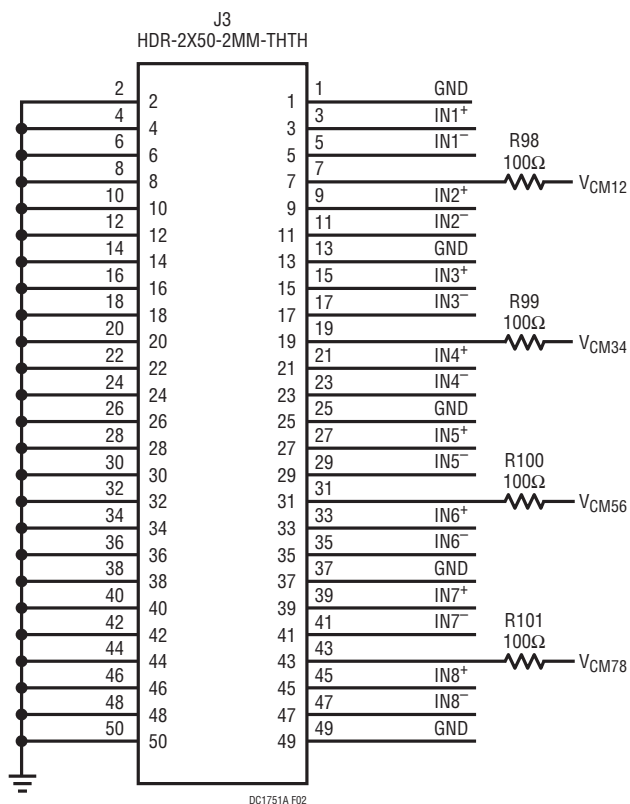 J3
HDR-2X50-2MM-THTH
2 2 1 1 GND
4 4 3 3 IN1+
6 6 5 5 IN1−
R98
100Ω
8 8 7 7 VCM12
10 10 9 9 IN2+
12 12 11 11 IN2−
14 14 13 13 GND
16 16 15 15 IN3+
18 18 17 17 IN3−
R99
100Ω
20 20 19 19 VCM34
22 22 21 21 IN4+
24 24 23 23 IN4−
26 26 25 25 GND
28 28 27 27 IN5+
30 30 29 29 IN5−
R100
100Ω
32 32 31 31 VCM56
34 34 33 33 IN6+
36 36 35 35 IN6−
38 38 37 37 GND
40 40 39 39 IN7+
42 42 41 41 IN7−
R101
100Ω
44 44 43 43 VCM78
46 46 45 45 IN8+
48 48 47 47 IN8−
50 50 49 49 GND
DC1751A F02